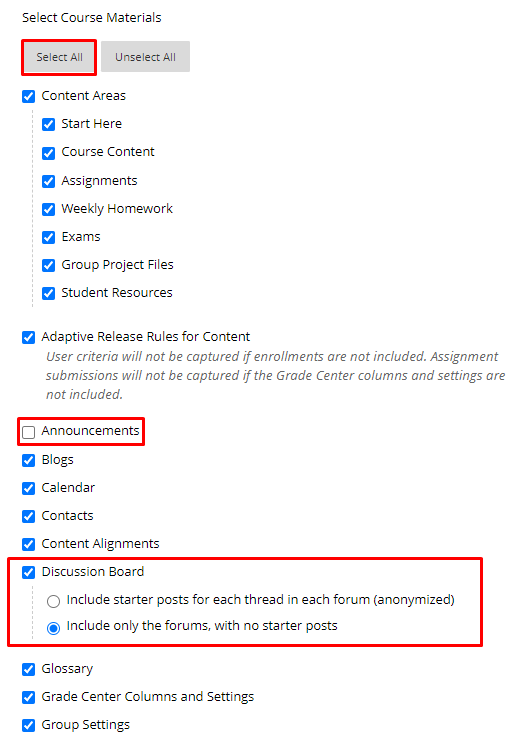 Select Course Materials
Select All Unselect All
Content Areas
Start Here
Course Content
Assignments
Weekly Homework
Exams
Group Project Files
Student Resources
Adaptive Release Rules for Content
User criteria will not be captured if enrollments are not included. Assignment
submissions will not be captured if the Grade Center columns and settings are
not included.
Announcements
Blogs
Calendar
Contacts
Content Alignments
Discussion Board
Include starter posts for each thread in each forum (anonymized)
Include only the forums, with no starter posts
Glossary
Grade Center Columns and Settings
Group Settings